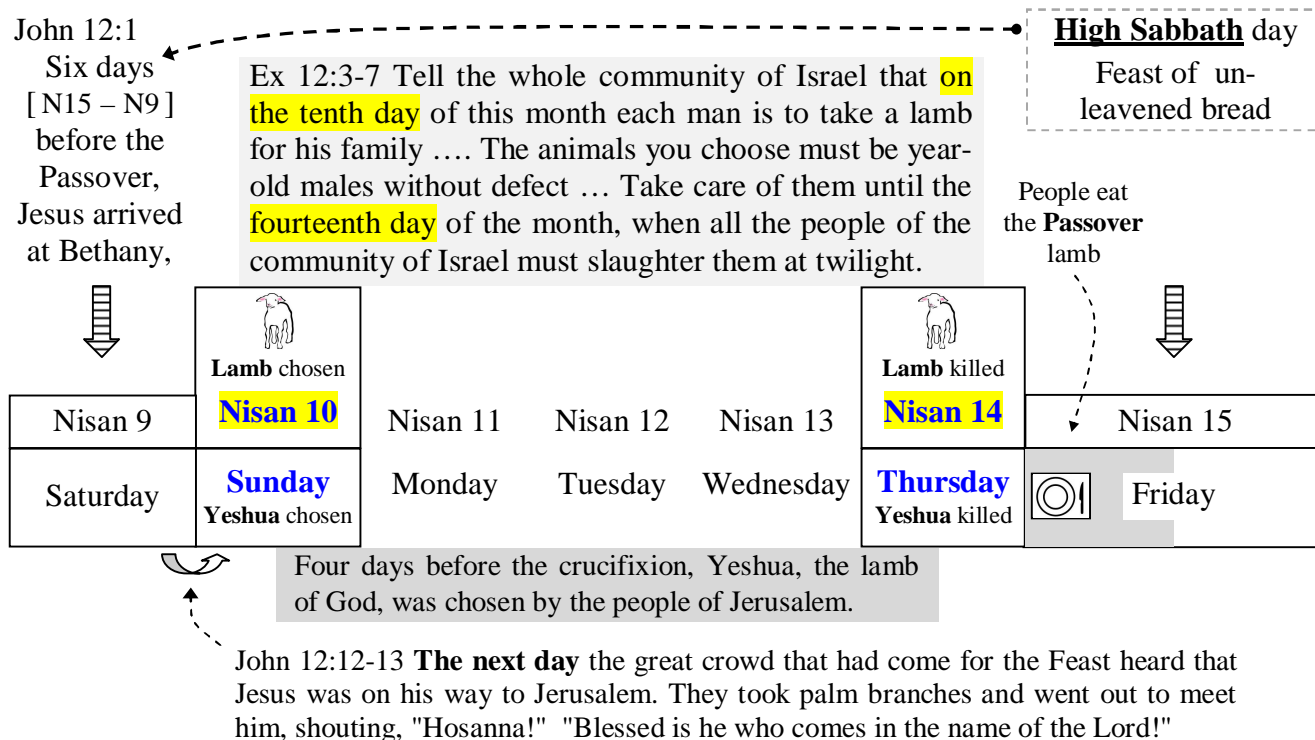 John 12:1
Six days
[ N15 – N9 ]
before the
Passover,
Jesus arrived
at Bethany,
Ex 12:3-7 Tell the whole community of Israel that on
the tenth day of this month each man is to take a lamb
for his family …. The animals you choose must be year-
old males without defect … Take care of them until the
fourteenth day of the month, when all the people of the
community of Israel must slaughter them at twilight.
High Sabbath day
Feast of un-
leavened bread
People eat
the Passover
lamb
Lamb chosen
Lamb killed
Nisan 9
Nisan 10
Nisan 11
Nisan 12
Nisan 13
Nisan 14
Nisan 15
Saturday
Sunday
Yeshua chosen
Monday
Tuesday
Wednesday
Thursday
Yeshua killed
Friday
Four days before the crucifixion, Yeshua, the lamb
of God, was chosen by the people of Jerusalem.
John 12:12-13 The next day the great crowd that had come for the Feast heard that
Jesus was on his way to Jerusalem. They took palm branches and went out to meet
him, shouting, "Hosanna!" "Blessed is he who comes in the name of the Lord!"